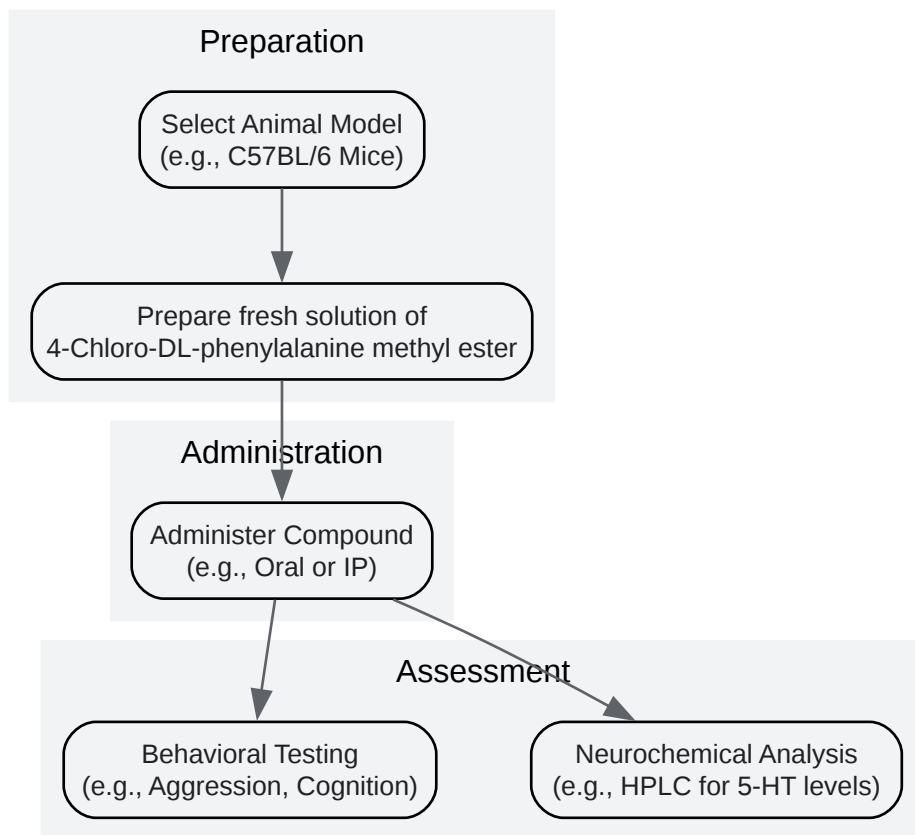 Preparation
Select Animal Model
(e.g., C57BL/6 Mice)
Prepare fresh solution of
4-Chloro-DL-phenylalanine methyl ester
Administration
Administer Compound
(e.g., Oral or IP)
Assessment
Behavioral Testing
(e.g., Aggression, Cognition)
Neurochemical Analysis
(e.g., HPLC for 5-HT levels)